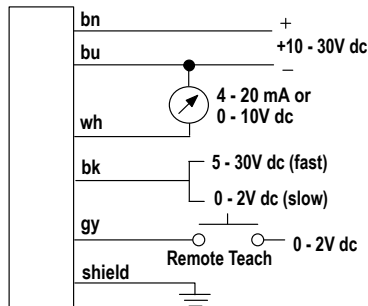 bn
+
+10 - 30V dc
bu
–
4 - 20 mA or
0 - 10V dc
wh
5 - 30V dc (fast)
bk
0 - 2V dc (slow)
gy
0 - 2V dc
Remote Teach
shield